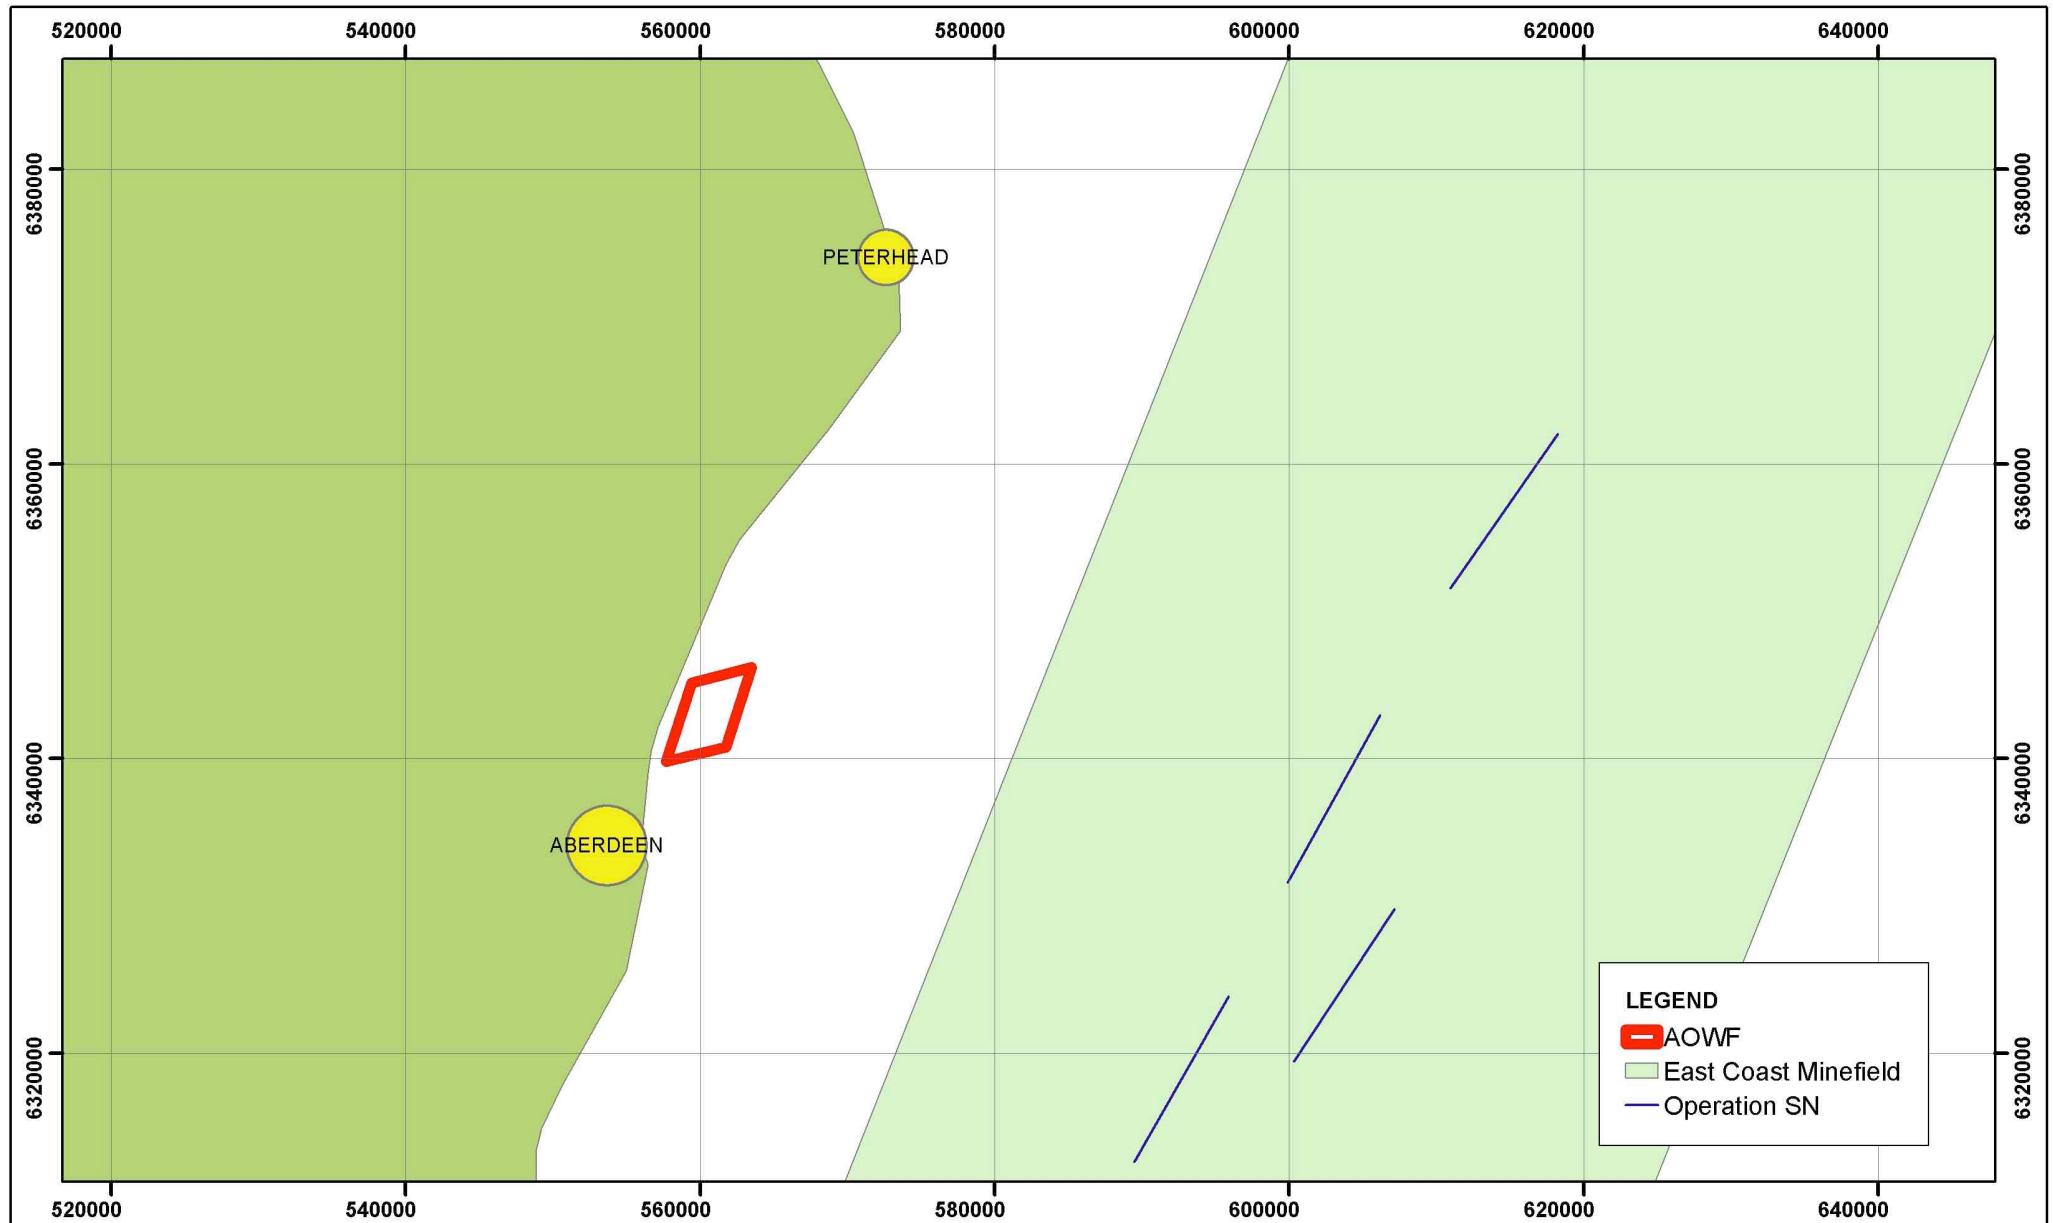 520000 540000 560000 580000 600000 620000 640000
6380000 6380000
PETERHEAD
6360000 6360000
6340000 6340000
ABERDEEN
LEGEND
AOWF
6320000 6320000
East Coast Minefield
Operation SN
520000 540000 560000 580000 600000 620000 640000